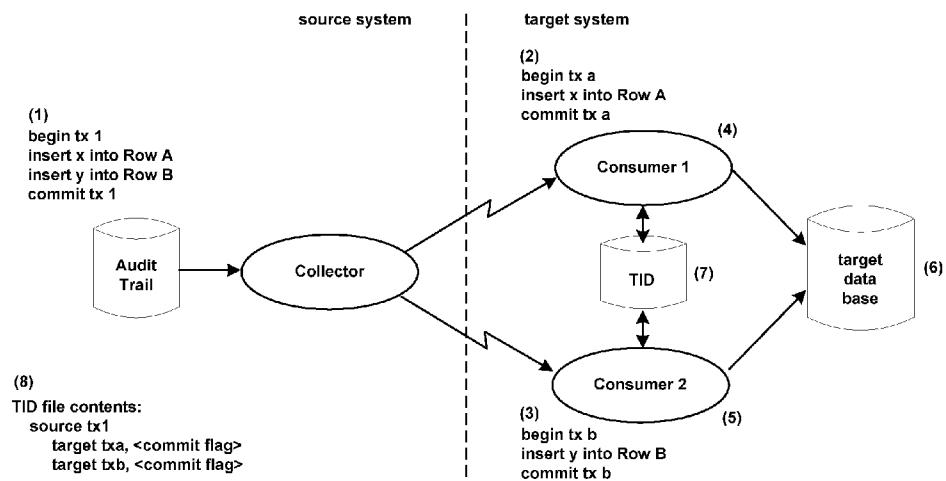 source system
target system
(1)
begin tx 1
insert x into Row A
insert y into Row B
commit tx 1
(2)
begin tx a
insert x into Row A
commit tx a
(4)
Consumer 1
Audit
Trail
Collector
TID
(7)
target
data
base
(6)
Consumer 2
(5)
(3)
begin tx b
insert y into Row B
commit tx b
(8)
TID file contents:
source tx1
target txa, <commit flag>
target txb, <commit flag>